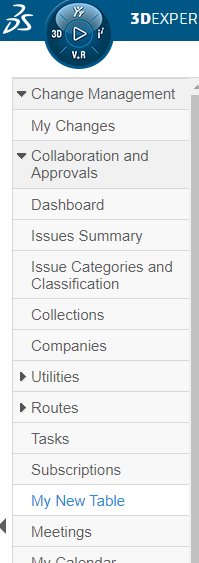 3DEXPER
3D
i²
V.R
Change Management
My Changes
Collaboration and
Approvals
Dashboard
Issues Summary
Issue Categories and
Classification
Collections
Companies
Utilities
Routes
Tasks
Subscriptions
My New Table
Meetings
My Calendar